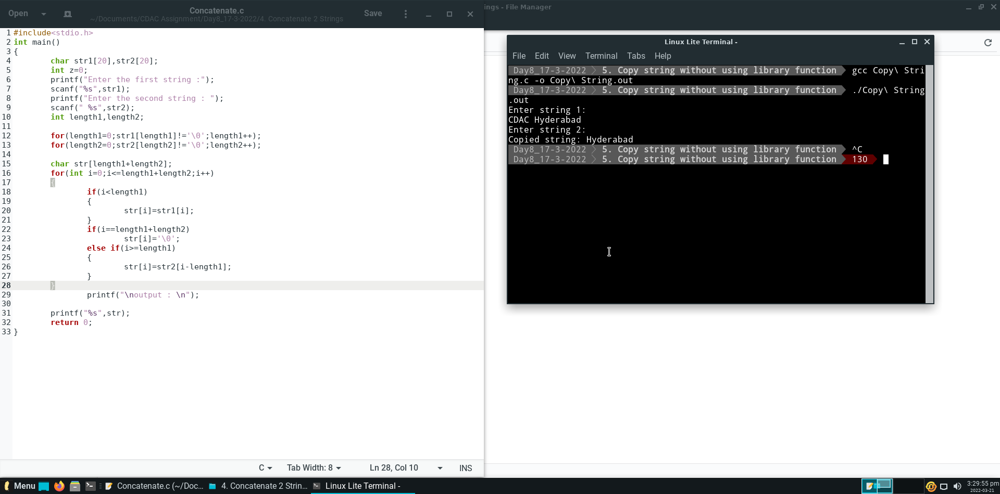 Open
Concatenate.c
~/Documents/CDAC Assignment/Day8_17-3-2022/4. Concatenate 2 Strings
Save
ings - File Manager
1 #include<stdio.h>
2 int main()
3 {
4 char str1[20],str2[20];
5 int z=0;
6 printf("Enter the first string :");
7 scanf("%s",str1);
8 printf("Enter the second string : ");
9 scanf(" %s",str2);
10 int length1,length2;
11
12 for(length1=0;str1[length1]!='\0';length1++);
13 for(length2=0;str2[length2]!='\0';length2++);
14
15 char str[length1+length2];
16 for(int i=0;i<=length1+length2;i++)
17 {
18 if(i<length1)
19 {
20 str[i]=str1[i];
21 }
22 if(i==length1+length2)
23 str[i]='\0';
24 else if(i>=length1)
25 {
26 str[i]=str2[i-length1];
27 }
28 }
29 printf("\noutput : \n");
30
31 printf("%s",str);
32 return 0;
33 }
C Tab Width: 8 Ln 28, Col 10 INS
Linux Lite Terminal -
File Edit View Terminal Tabs Help
Day8_17-3-2022 5. Copy string without using library function gcc Copy\ Stri
ng.c -o Copy\ String.out
Day8_17-3-2022 5. Copy string without using library function ./Copy\ String
.out
Enter string 1:
CDAC Hyderabad
Enter string 2:
Copied string: Hyderabad
Day8_17-3-2022 5. Copy string without using library function ^C
Day8_17-3-2022 5. Copy string without using library function 130
Menu Concatenate.c (~/Doc... 4. Concatenate 2 Strin... Linux Lite Terminal - 3:29:55 pm
2022-03-21